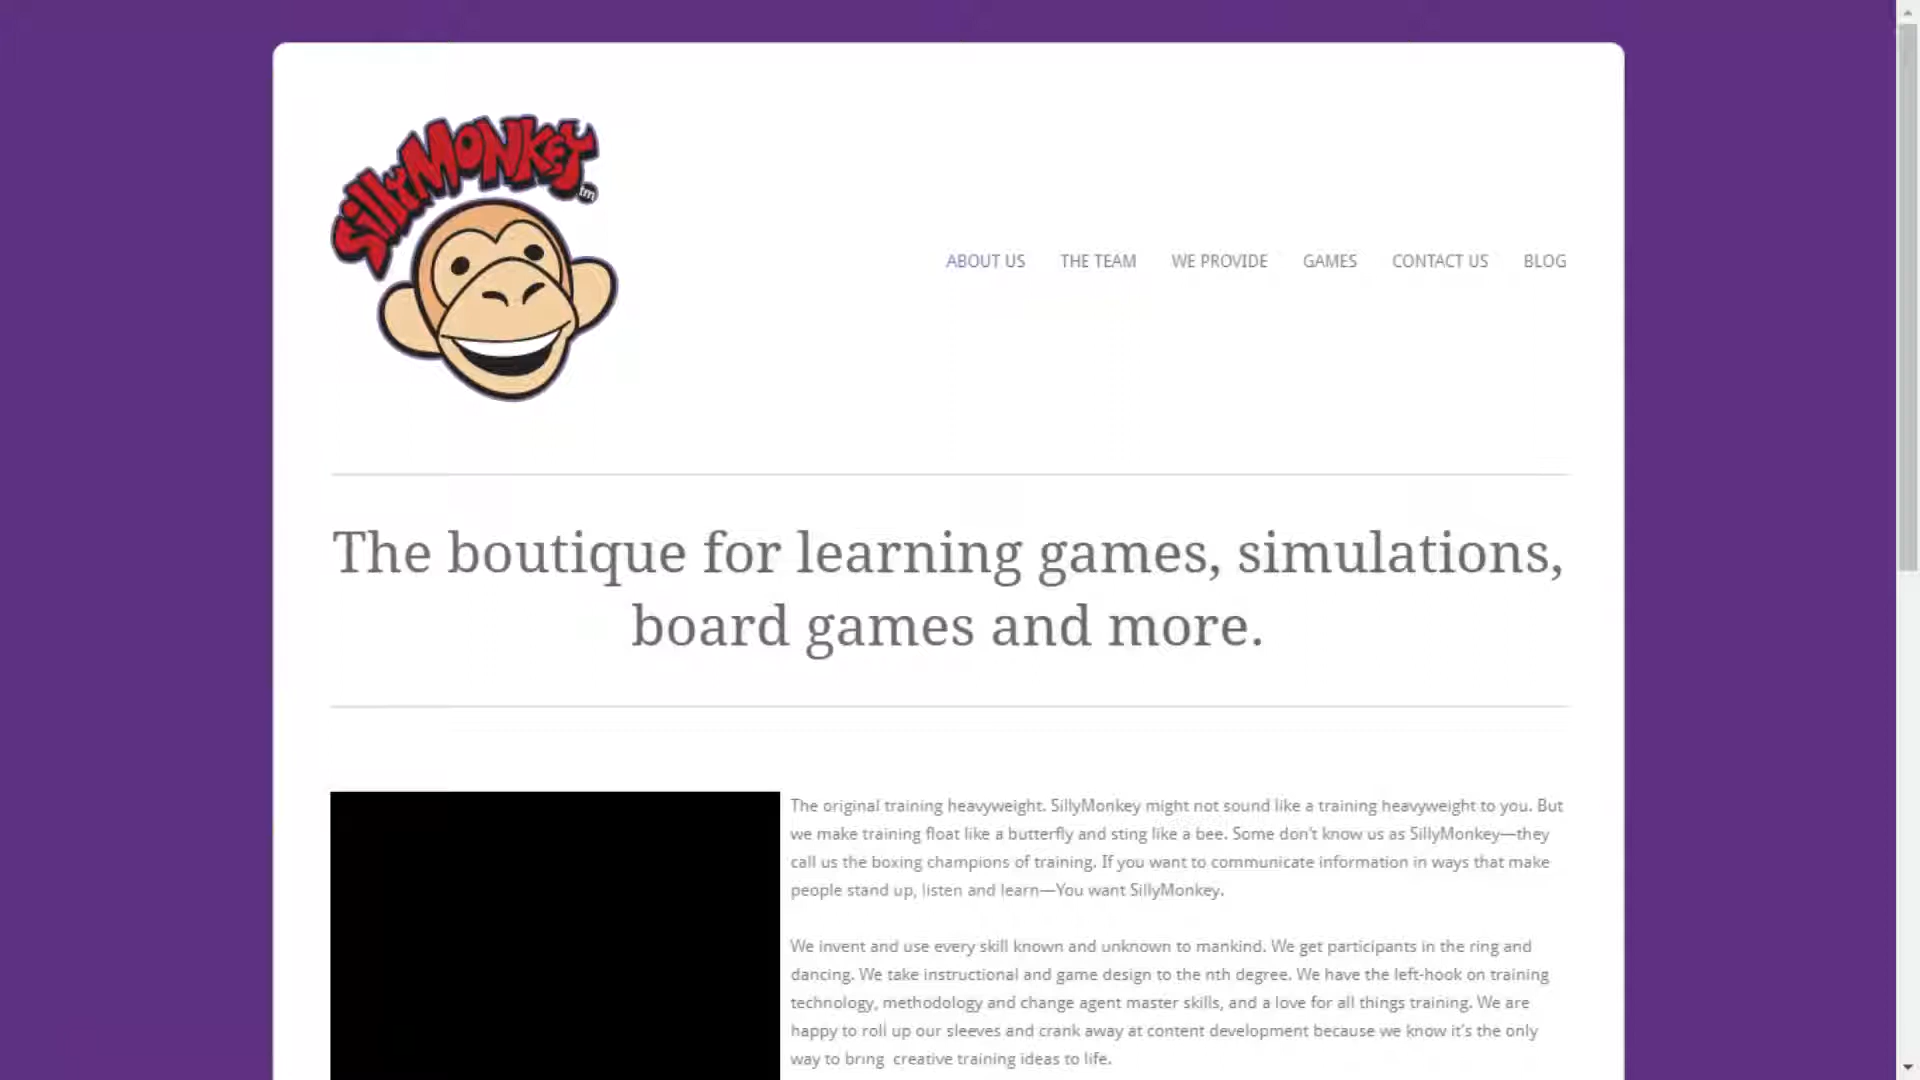 SillyMonkey
tm
ABOUT US THE TEAM WE PROVIDE GAMES CONTACT US BLOG
The boutique for learning games, simulations,
board games and more.
The original training heavyweight. SillyMonkey might not sound like a training heavyweight to you. But
we make training float like a butterfly and sting like a bee. Some don't know us as SillyMonkey—they
call us the boxing champions of training. If you want to communicate information in ways that make
people stand up, listen and learn—You want SillyMonkey.
We invent and use every skill known and unknown to mankind. We get participants in the ring and
dancing. We take instructional and game design to the nth degree. We have the left-hook on training
technology, methodology and change agent master skills, and a love for all things training. We are
happy to roll up our sleeves and crank away at content development because we know it's the only
way to bring creative training ideas to life.